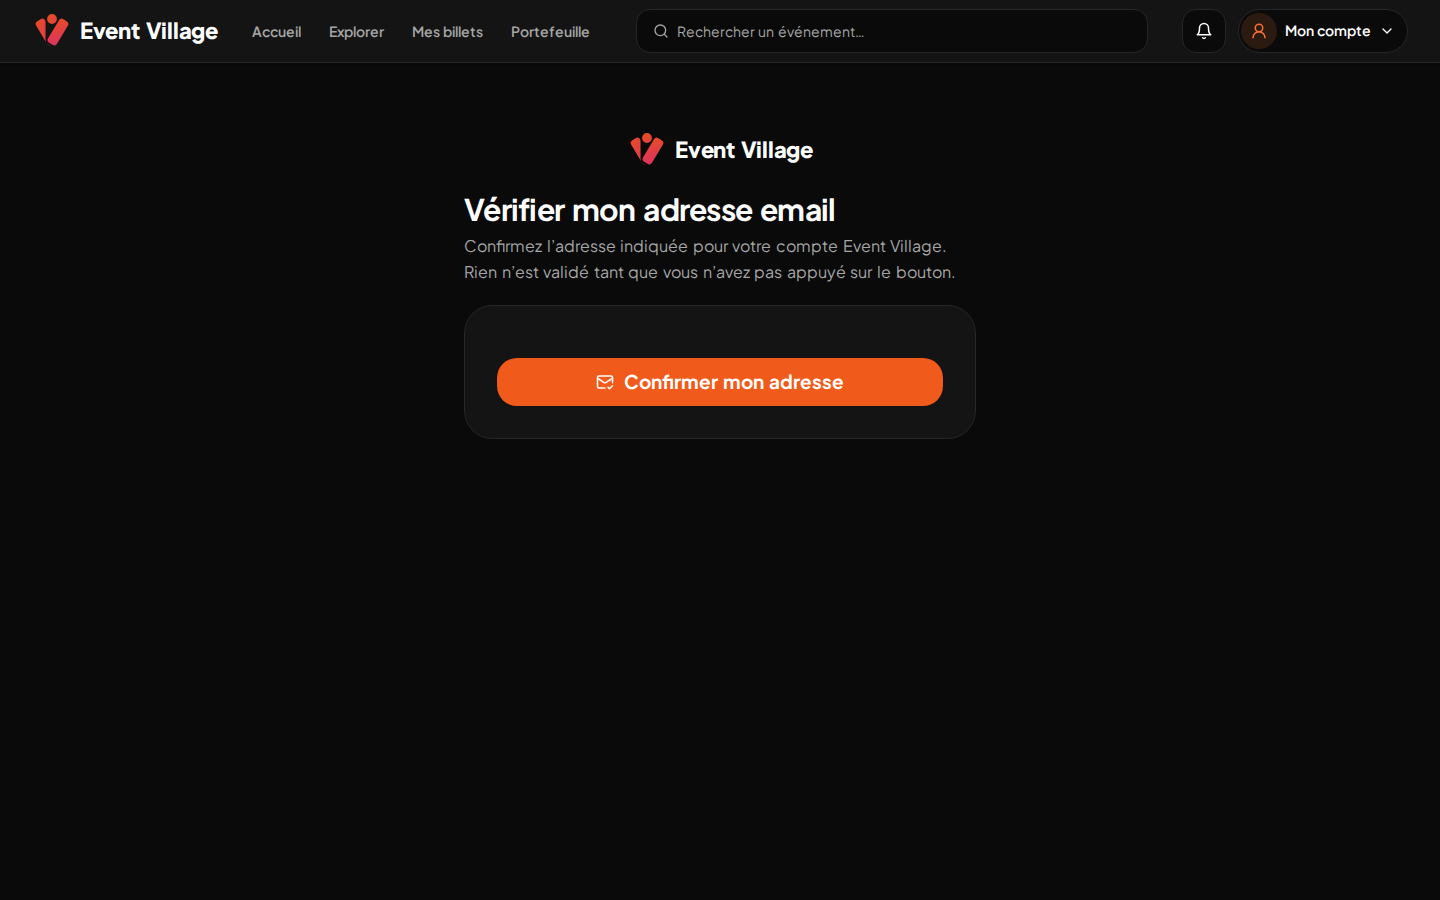 Event Village
Accueil
Explorer
Mes billets
Portefeuille
Rechercher un événement…
Mon compte
Event Village
Vérifier mon adresse email
Confirmez l’adresse indiquée pour votre compte Event Village.
Rien n’est validé tant que vous n’avez pas appuyé sur le bouton.
Confirmer mon adresse